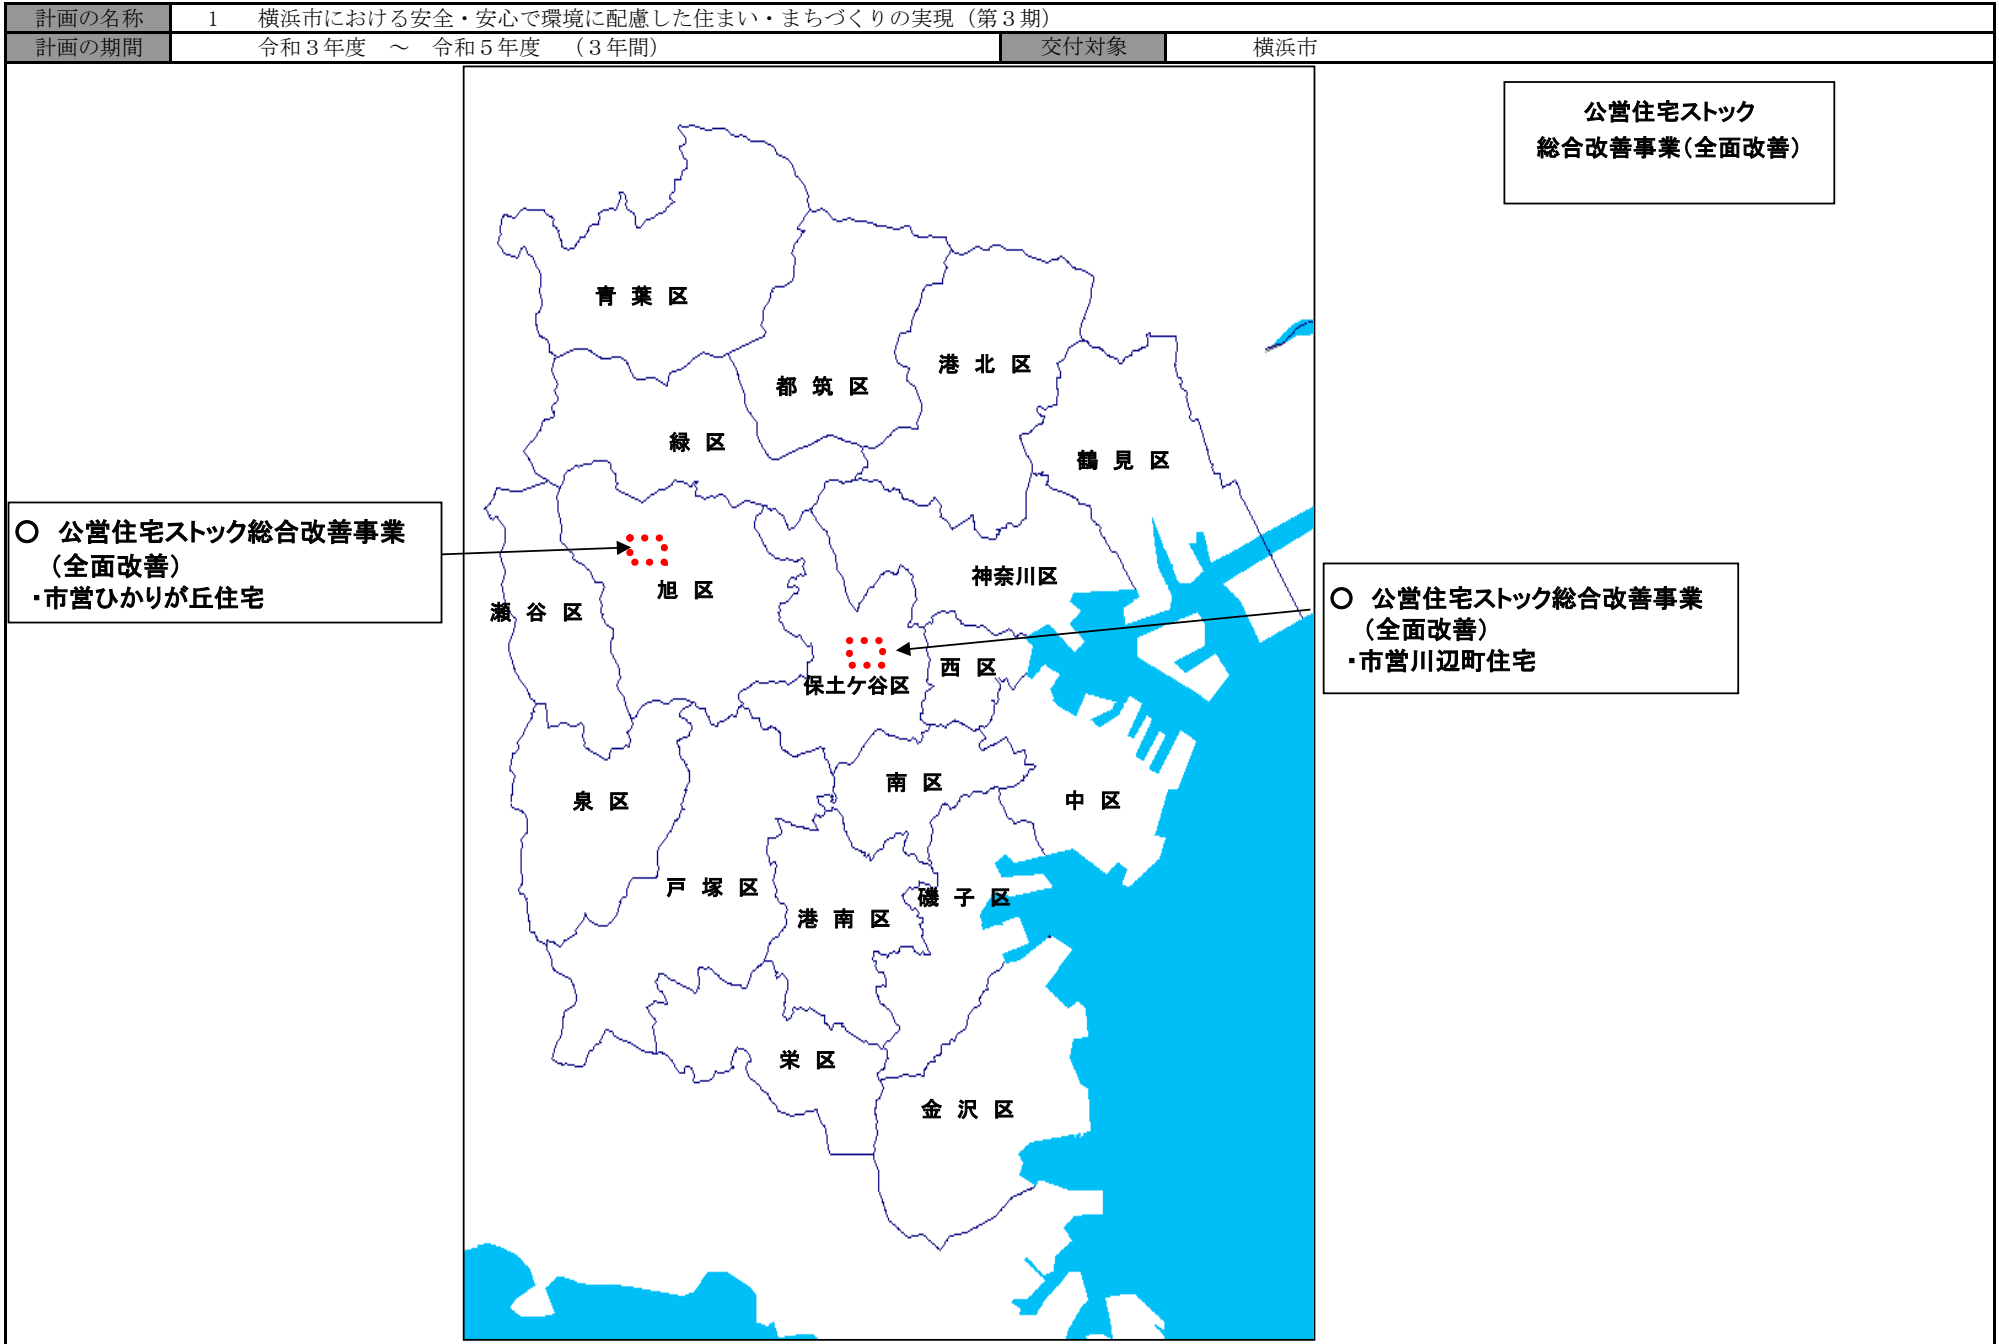 計画の名称 1 横浜市における安全・安心で環境に配慮した住まい・まちづくりの実現（第３期）
計画の期間 令和３年度 ～ 令和５年度 （３年間） 交付対象 横浜市
公営住宅ストック
総合改善事業（全面改善）
青葉区
港北区
都筑区
緑区
鶴見区
〇 公営住宅ストック総合改善事業
（全面改善）
・市営ひかりが丘住宅
神奈川区
旭区
瀬谷区
〇 公営住宅ストック総合改善事業
（全面改善）
・市営川辺町住宅
西区
保土ケ谷区
南区
中区
泉区
戸塚区
磯子区
港南区
栄区
金沢区